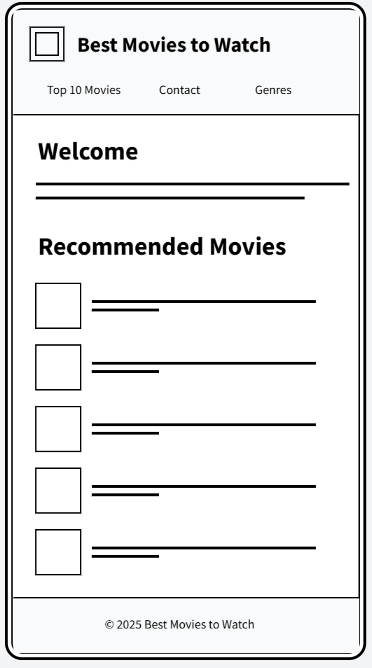 Best Movies to Watch
Top 10 Movies Contact Genres
Welcome
Recommended Movies
© 2025 Best Movies to Watch